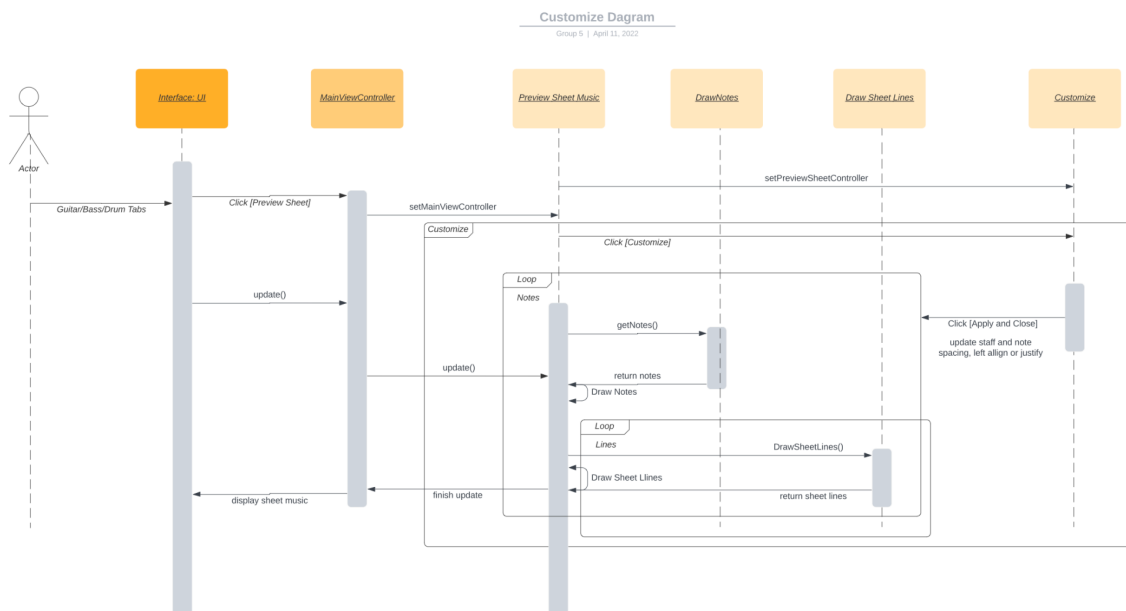 Customize Dagram
Group 5 | April 11, 2022
Interface: UI
MainViewController
Preview Sheet Music
DrawNotes
Draw Sheet Lines
Customize
Actor
setPreviewSheetController
Click [Preview Sheet]
Guitar/Bass/Drum Tabs
setMainViewController
Customize
Click [Customize]
Loop
Notes
update()
getNotes()
Click [Apply and Close]
update staff and note
spacing, left allign or justify
update()
return notes
Draw Notes
Loop
Lines
DrawSheetLines()
Draw Sheet Llines
finish update
return sheet lines
display sheet music